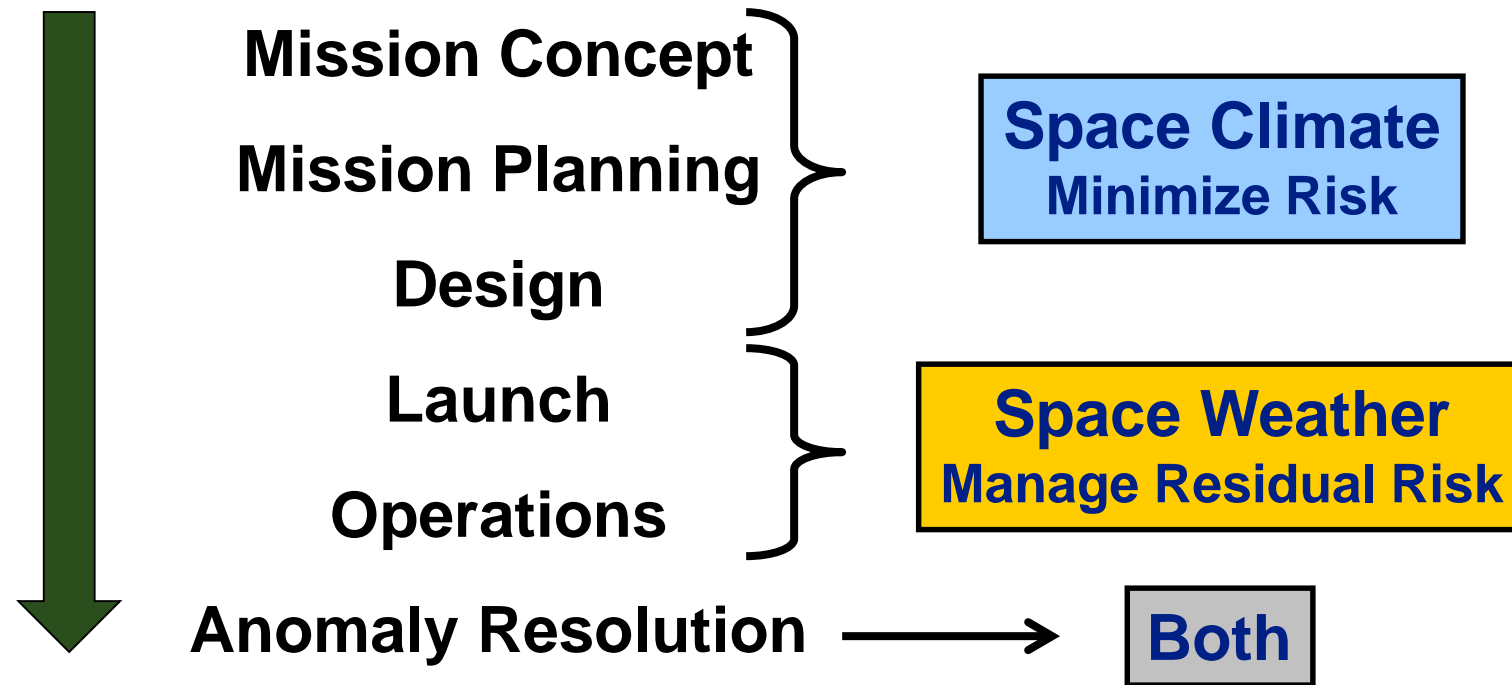 Mission Concept
Mission Planning
Design
Launch
Operations
Anomaly Resolution
Space Climate
Minimize Risk
Space Weather
Manage Residual Risk
Both